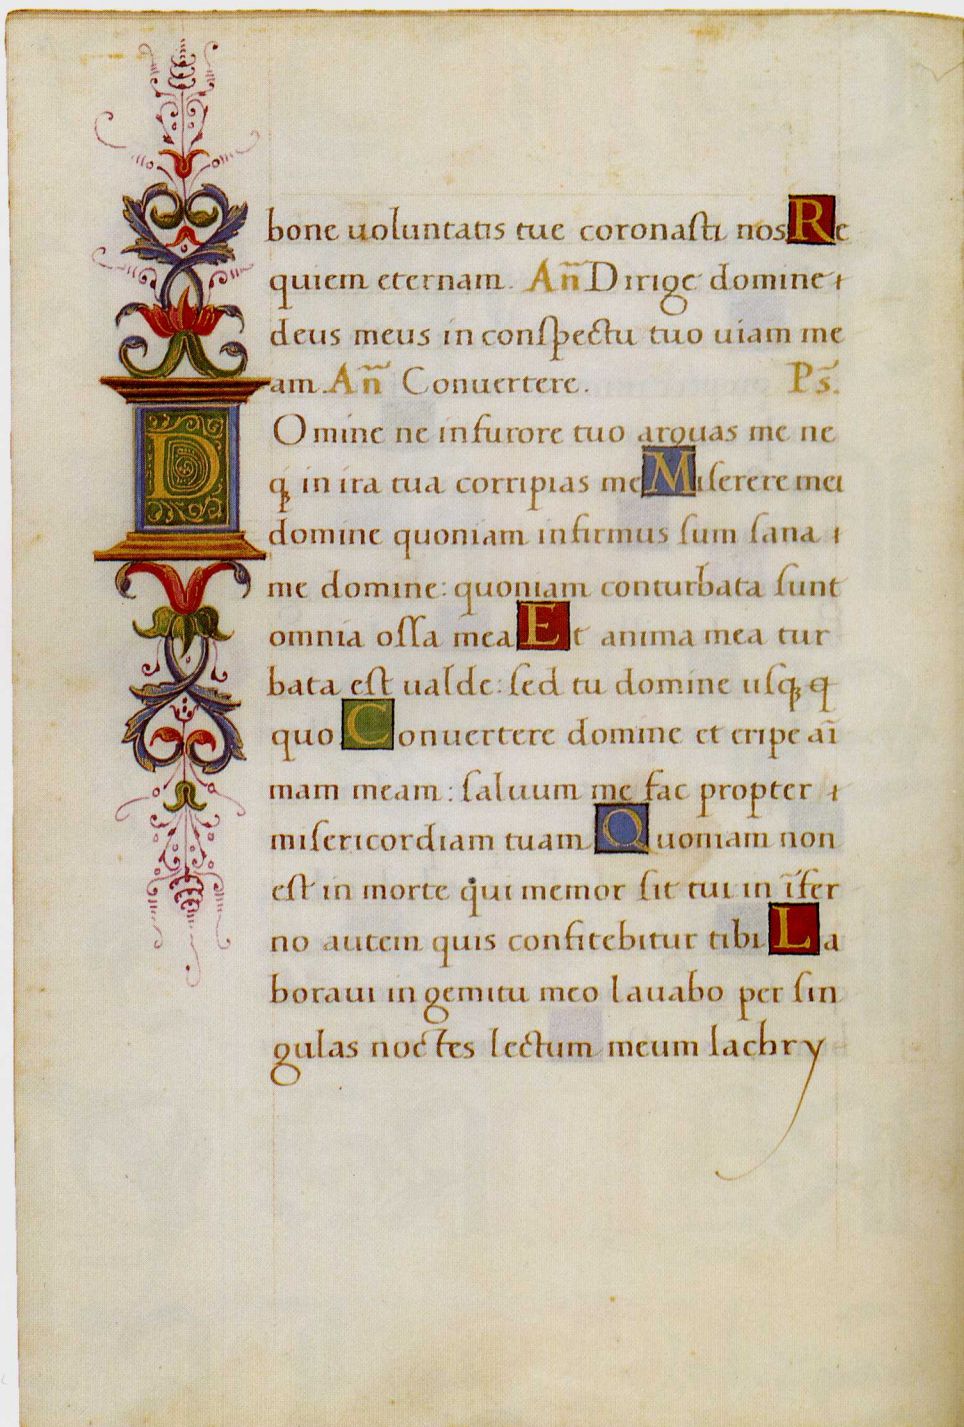 bone uoluntatis tue coronasti nos Re
quiem eternam. Añ Dirige domine
deus meus in conspectu tuo uiam me
am. Añ Conuertere. Ps̄.
Domine ne in furore tuo arguas me ne
q̨ in ira tua corripias me Miserere mei
domine quoniam infirmus sum sana
me domine: quoniam conturbata sunt
omnia ossa mea Et anima mea tur
bata est ualde: sed tu domine usq̨ q̨
quo Conuertere domine et eripe aī
mam meam: saluum me fac propter
misericordiam tuam Quoniam non
est in morte qui memor sit tui in īfer
no autem quis confitebitur tibi La
boraui in gemitu meo lauabo per sin
gulas noctes lectum meum lachry